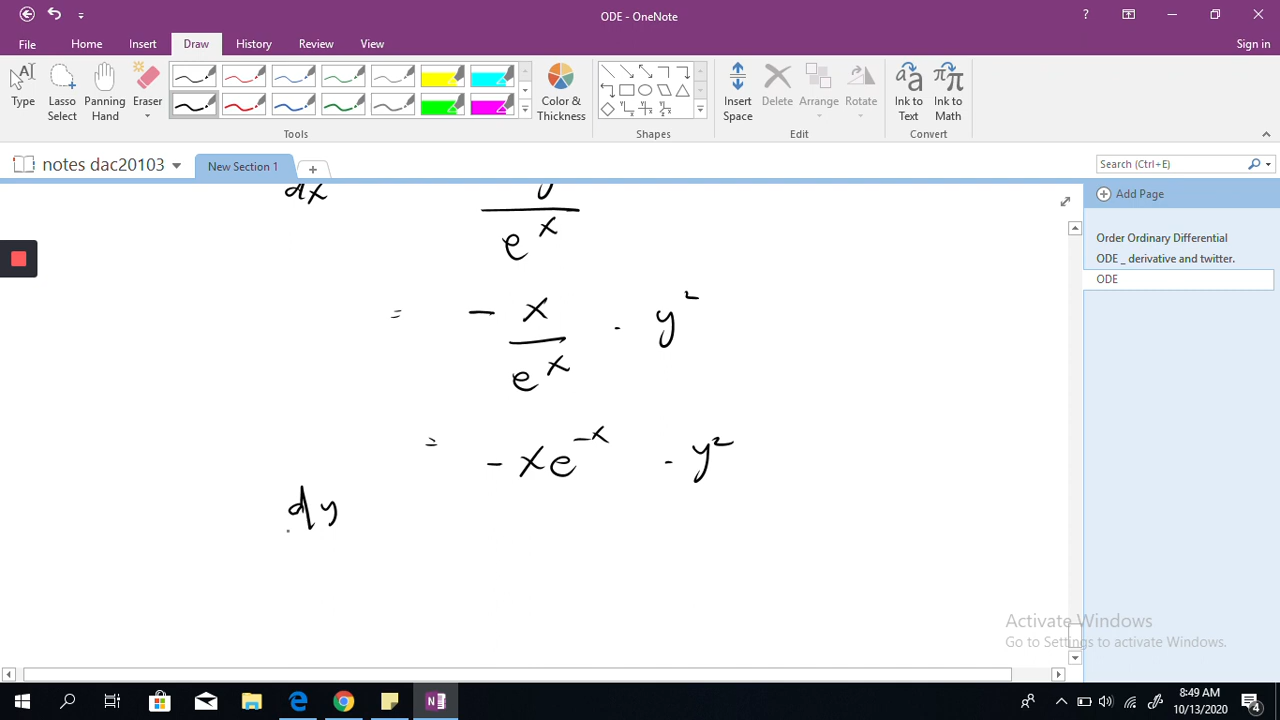 ODE - OneNote
?
File Home Insert Draw History Review View Sign in
Type Lasso Select Panning Hand Eraser Color & Thickness Insert Space Delete Arrange Rotate Ink to Text Ink to Math
Tools Shapes Edit Convert
notes dac20103 New Section 1 + Search (Ctrl+E)
Add Page
Order Ordinary Differential
ODE _ derivative and twitter.
ODE
dx y
e^x
= - x/e^x · y²
= - xe^-x · y²
dy
Activate Windows
Go to Settings to activate Windows.
8:49 AM
10/13/2020
4